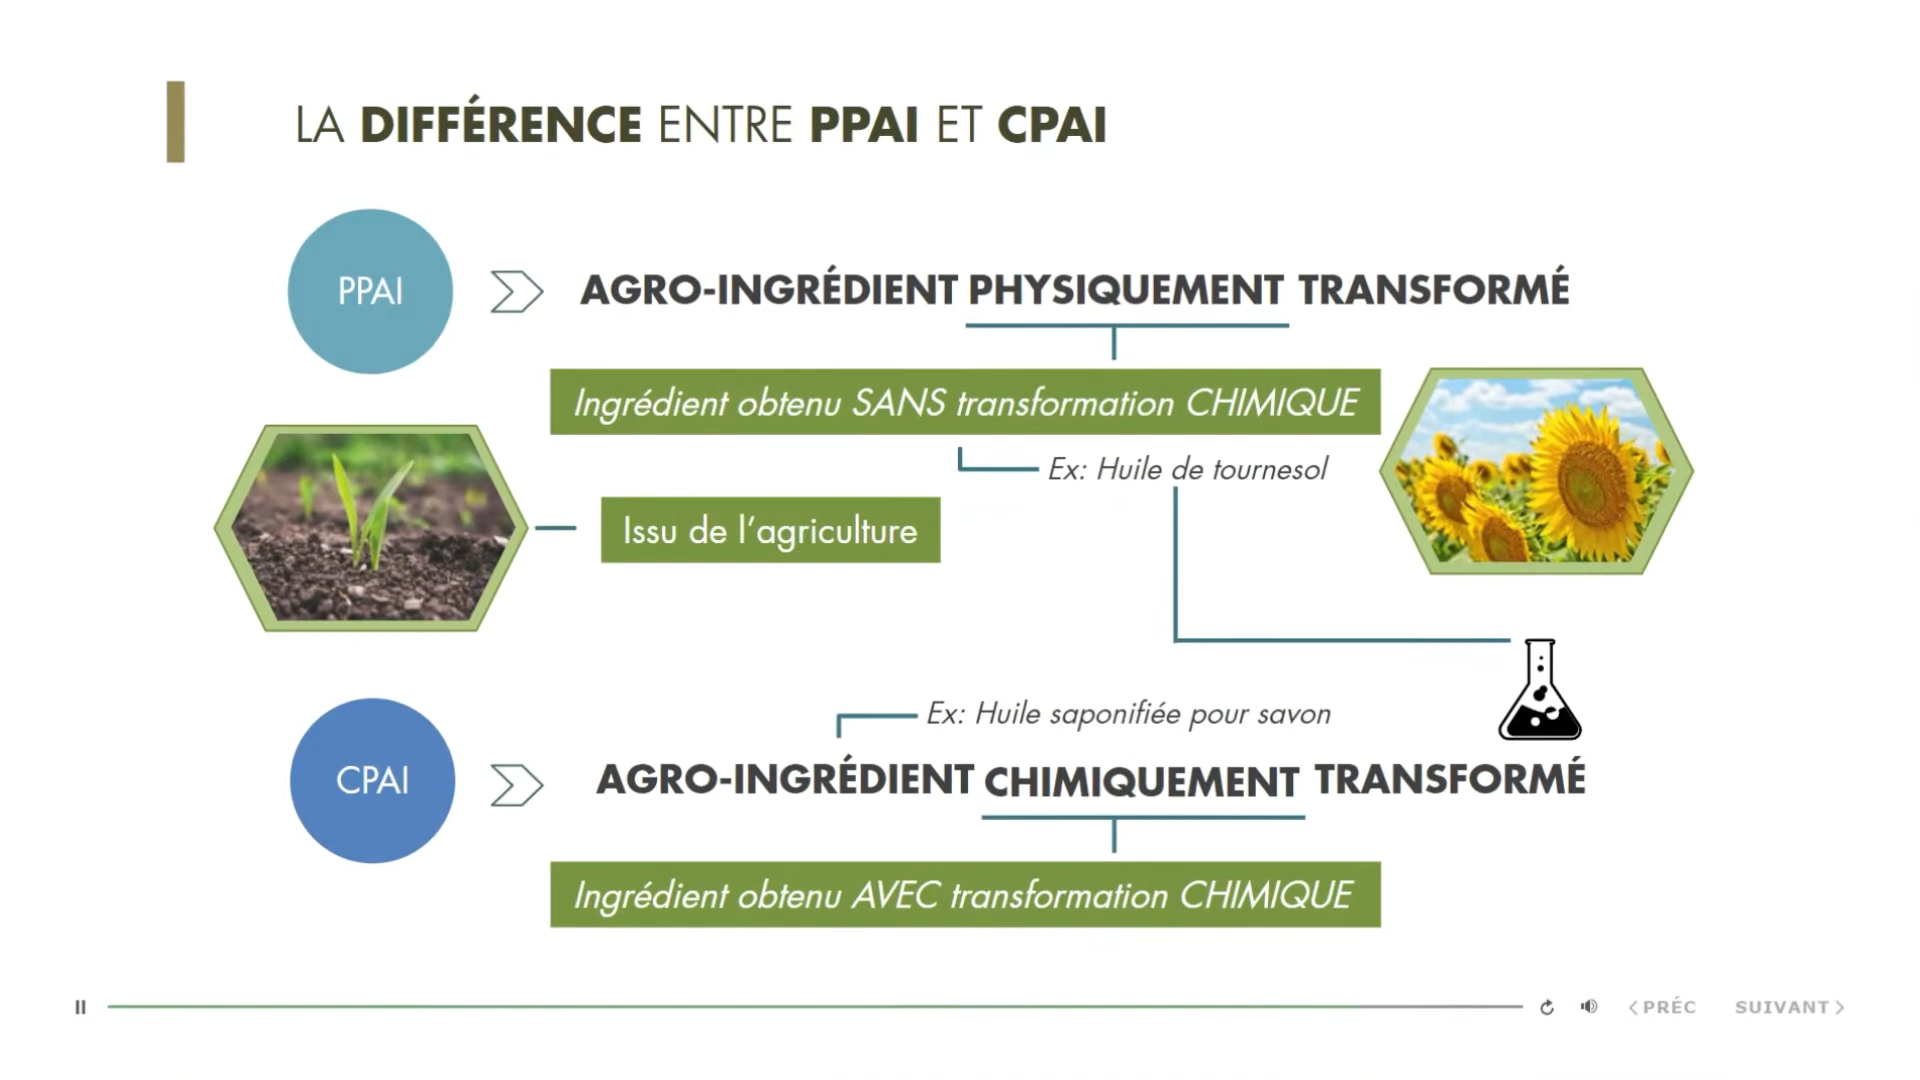 LA DIFFÉRENCE ENTRE PPAI ET CPAI
PPAI
AGRO-INGRÉDIENT PHYSIQUEMENT TRANSFORMÉ
Ingrédient obtenu SANS transformation CHIMIQUE
Ex: Huile de tournesol
Issu de l’agriculture
Ex: Huile saponifiée pour savon
CPAI
AGRO-INGRÉDIENT CHIMIQUEMENT TRANSFORMÉ
Ingrédient obtenu AVEC transformation CHIMIQUE
PRÉC SUIVANT